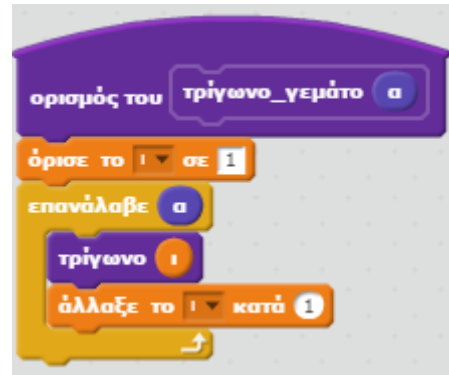 ορισμός του τρίγωνο_γεμάτο α
όρισε το ι σε 1
επανάλαβε α
τρίγωνο ι
άλλαξε το ι κατά 1